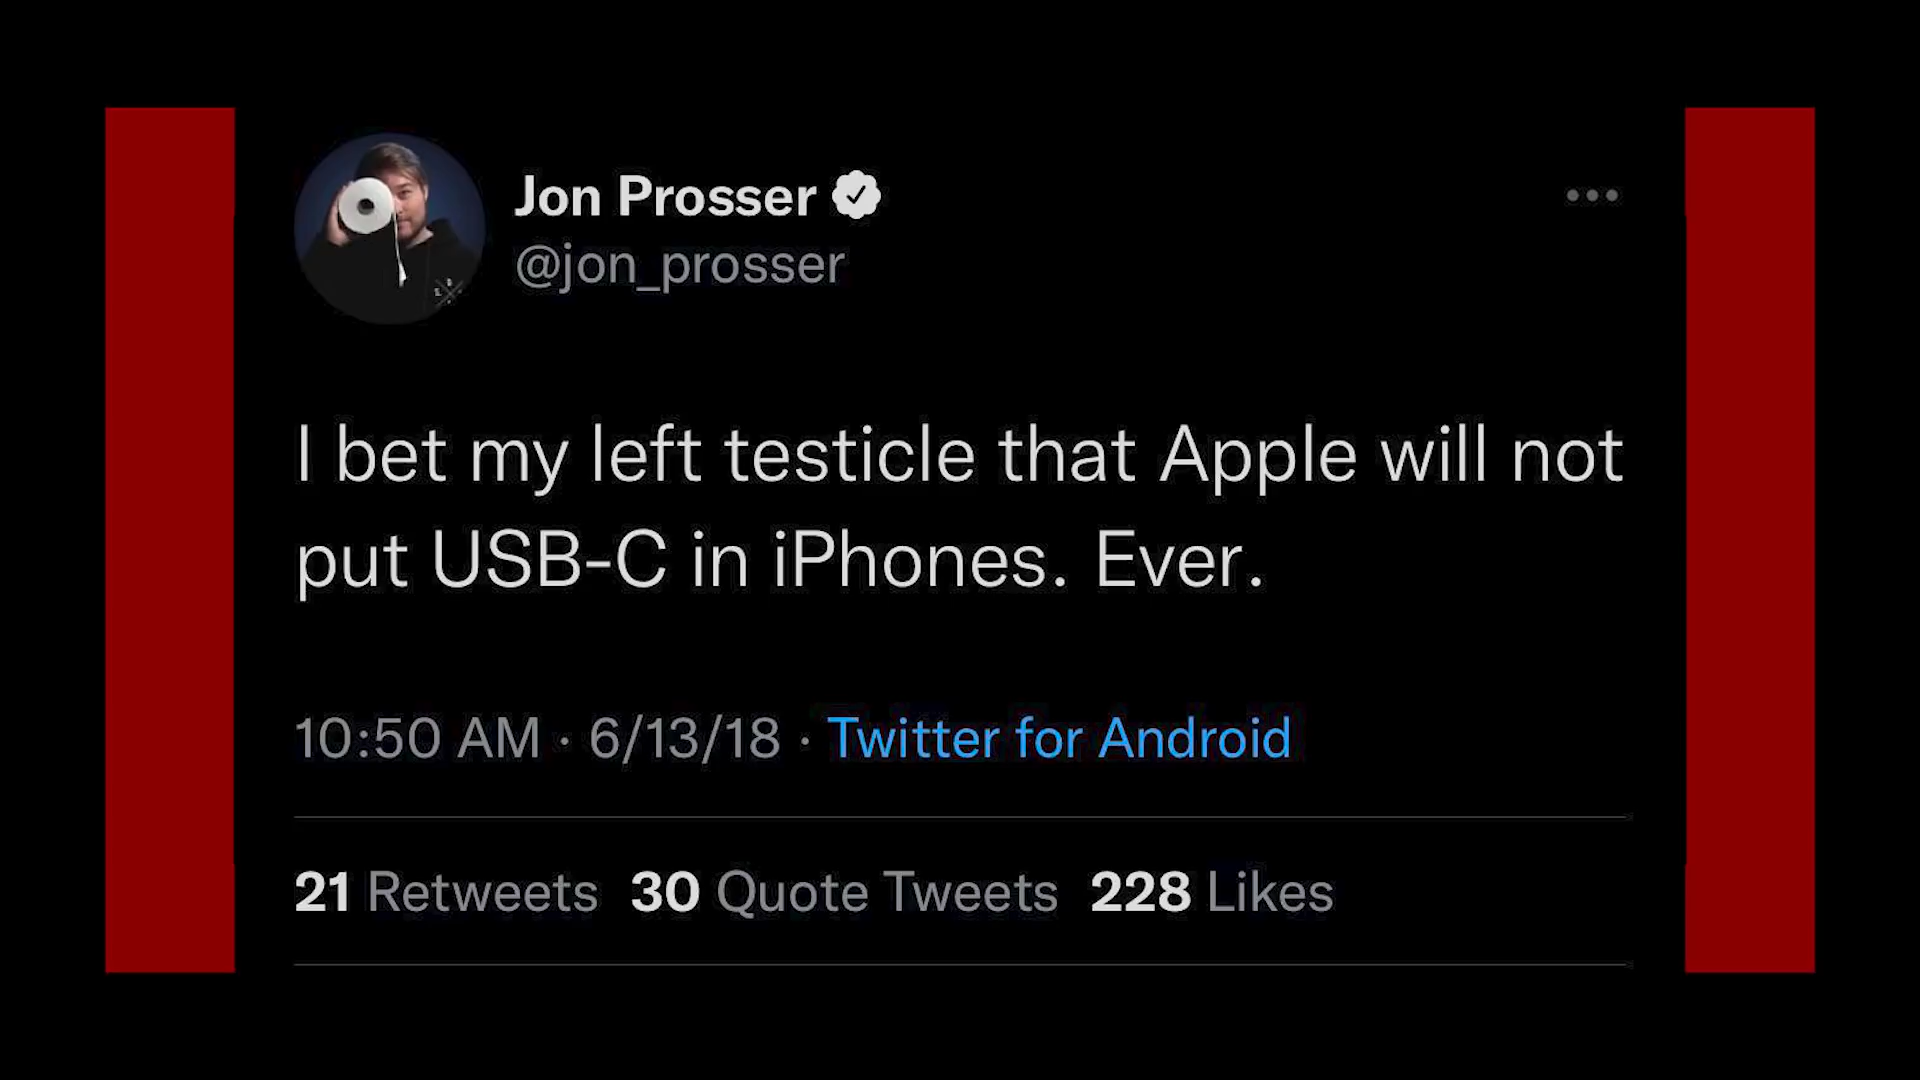 Jon Prosser
@jon_prosser
I bet my left testicle that Apple will not
put USB-C in iPhones. Ever.
10:50 AM · 6/13/18 · Twitter for Android
21 Retweets 30 Quote Tweets 228 Likes